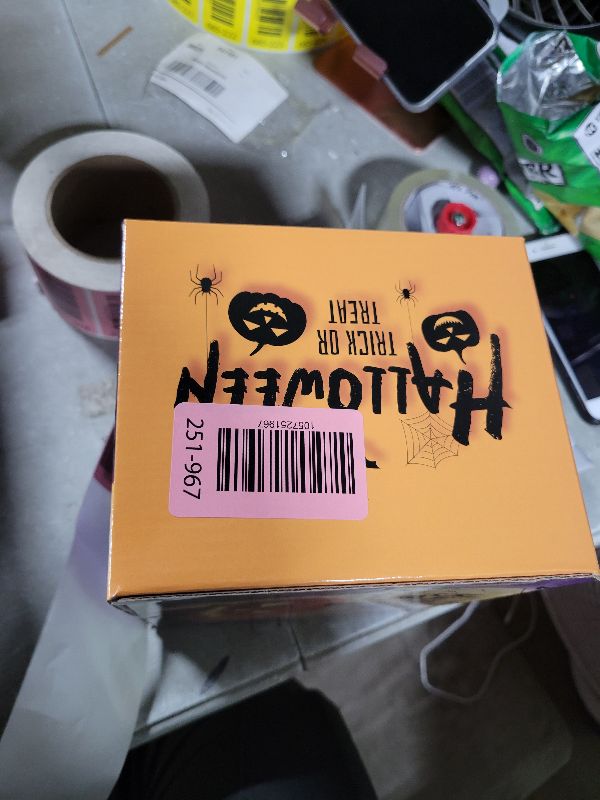 HALLOWEEN
TRICK OR
TREAT
1057251967
251-967